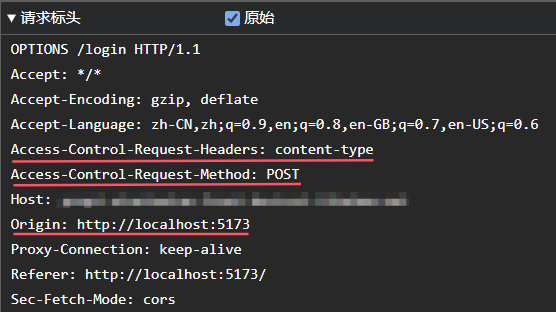 请求标头 原始
OPTIONS /login HTTP/1.1
Accept: */*
Accept-Encoding: gzip, deflate
Accept-Language: zh-CN,zh;q=0.9,en;q=0.8,en-GB;q=0.7,en-US;q=0.6
Access-Control-Request-Headers: content-type
Access-Control-Request-Method: POST
Host:
Origin: http://localhost:5173
Proxy-Connection: keep-alive
Referer: http://localhost:5173/
Sec-Fetch-Mode: cors